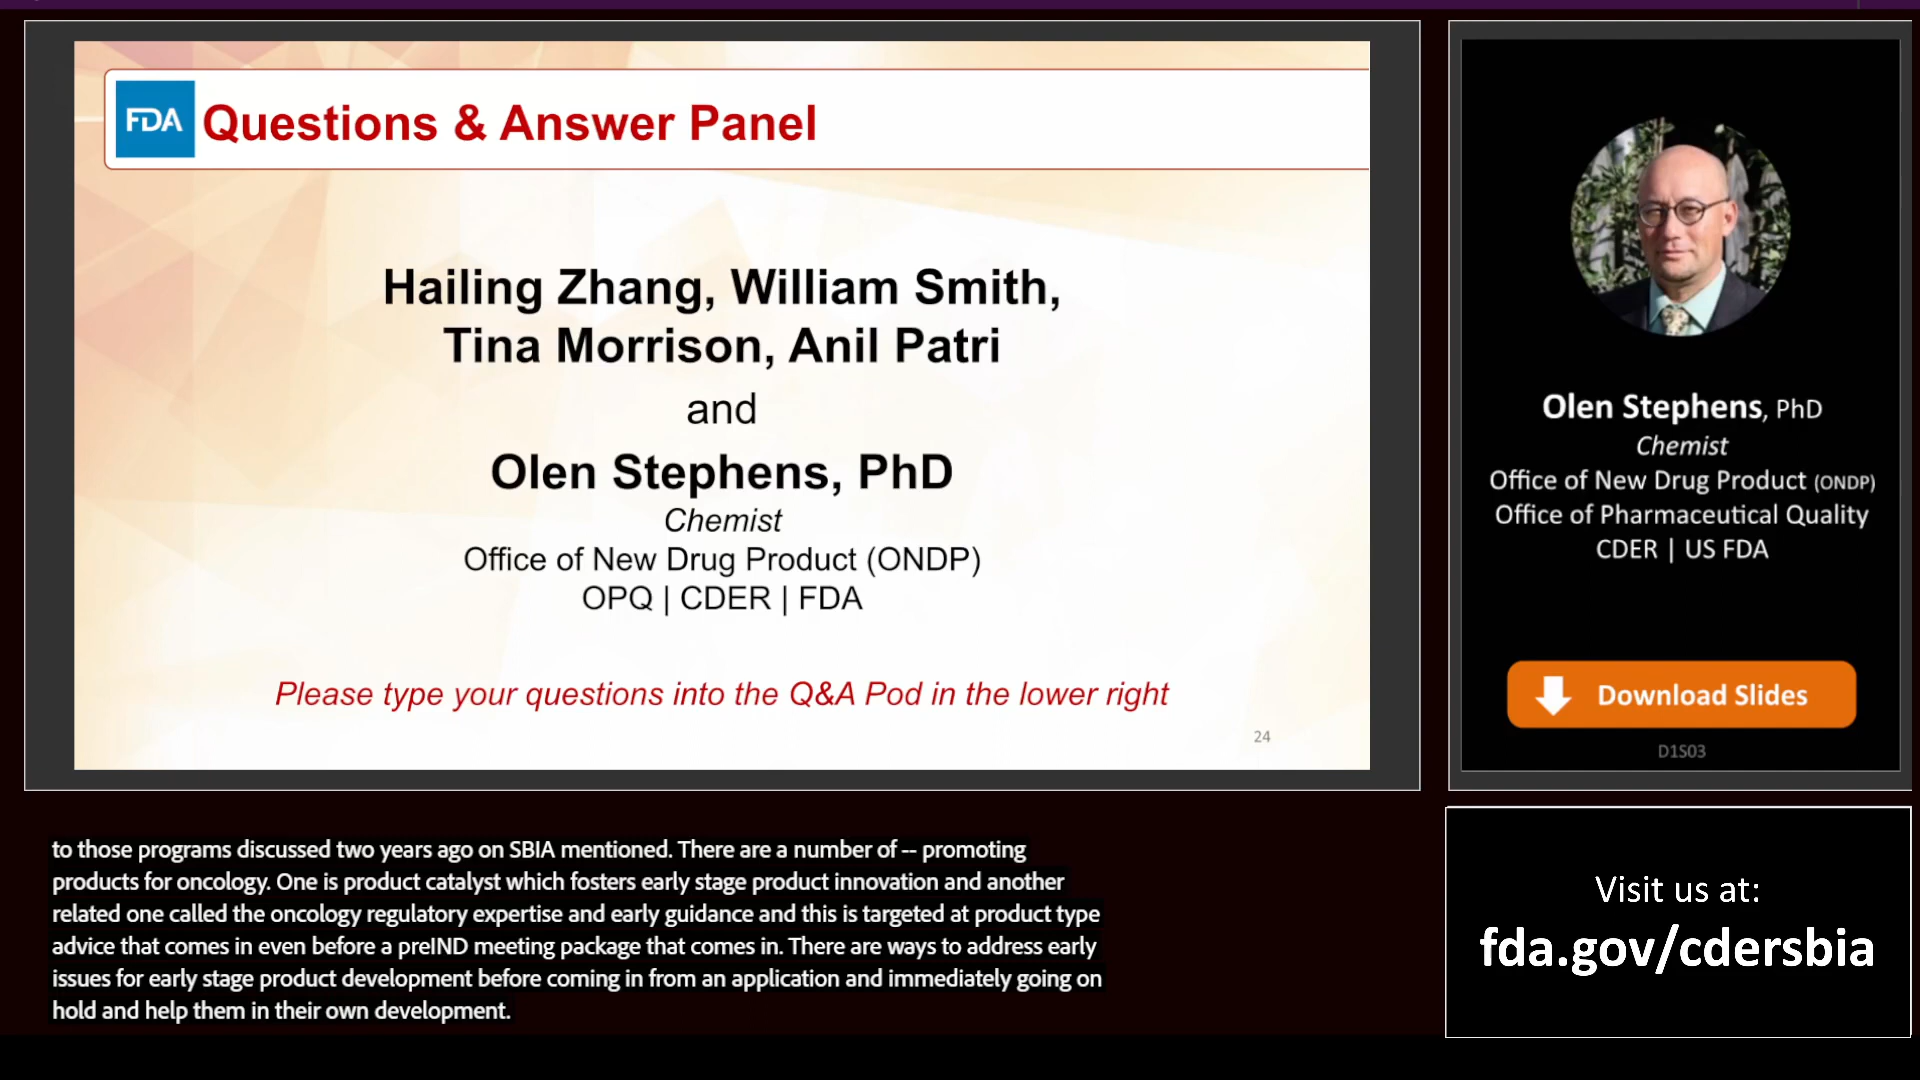 FDA
Questions & Answer Panel
Hailing Zhang, William Smith,
Tina Morrison, Anil Patri
and
Olen Stephens, PhD
Chemist
Office of New Drug Product (ONDP)
OPQ | CDER | FDA
Please type your questions into the Q&A Pod in the lower right
24
Olen Stephens, PhD
Chemist
Office of New Drug Product (ONDP)
Office of Pharmaceutical Quality
CDER | US FDA
Download Slides
D1S03
to those programs discussed two years ago on SBIA mentioned. There are a number of -- promoting
products for oncology. One is product catalyst which fosters early stage product innovation and another
related one called the oncology regulatory expertise and early guidance and this is targeted at product type
advice that comes in even before a preIND meeting package that comes in. There are ways to address early
issues for early stage product development before coming in from an application and immediately going on
hold and help them in their own development.
Visit us at:
fda.gov/cdersbia